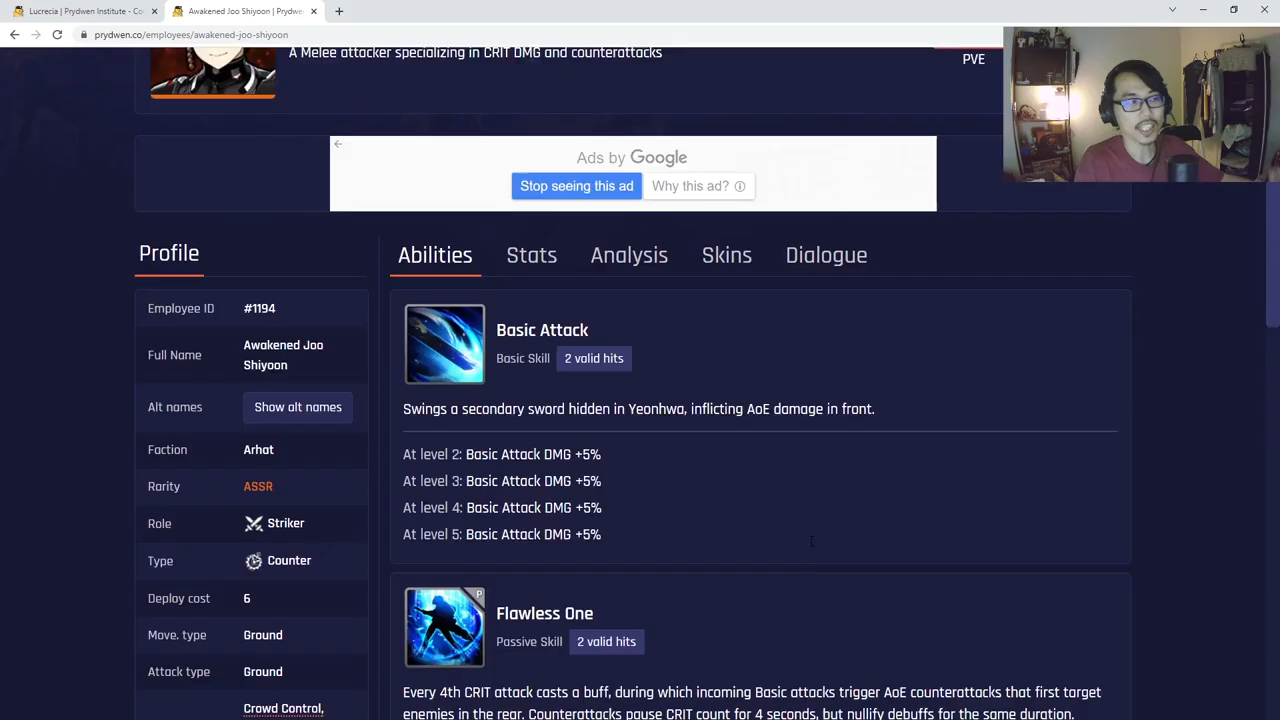 Lucrecia | Prydwen Institute - Co
Awakened Joo Shiyoon | Prydwe
prydwen.co/employees/awakened-joo-shiyoon
A Melee attacker specializing in CRIT DMG and counterattacks
PVE
Ads by Google
Stop seeing this ad
Why this ad?
Profile
Abilities
Stats
Analysis
Skins
Dialogue
Employee ID
#1194
Full Name
Awakened Joo
Shiyoon
Alt names
Show alt names
Faction
Arhat
Rarity
ASSR
Role
Striker
Type
Counter
Deploy cost
6
Move. type
Ground
Attack type
Ground
Crowd Control,
Basic Attack
Basic Skill
2 valid hits
Swings a secondary sword hidden in Yeonhwa, inflicting AoE damage in front.
At level 2: Basic Attack DMG +5%
At level 3: Basic Attack DMG +5%
At level 4: Basic Attack DMG +5%
At level 5: Basic Attack DMG +5%
P
Flawless One
Passive Skill
2 valid hits
Every 4th CRIT attack casts a buff, during which incoming Basic attacks trigger AoE counterattacks that first target
enemies in the rear. Counterattacks pause CRIT count for 4 seconds, but nullify debuffs for the same duration.